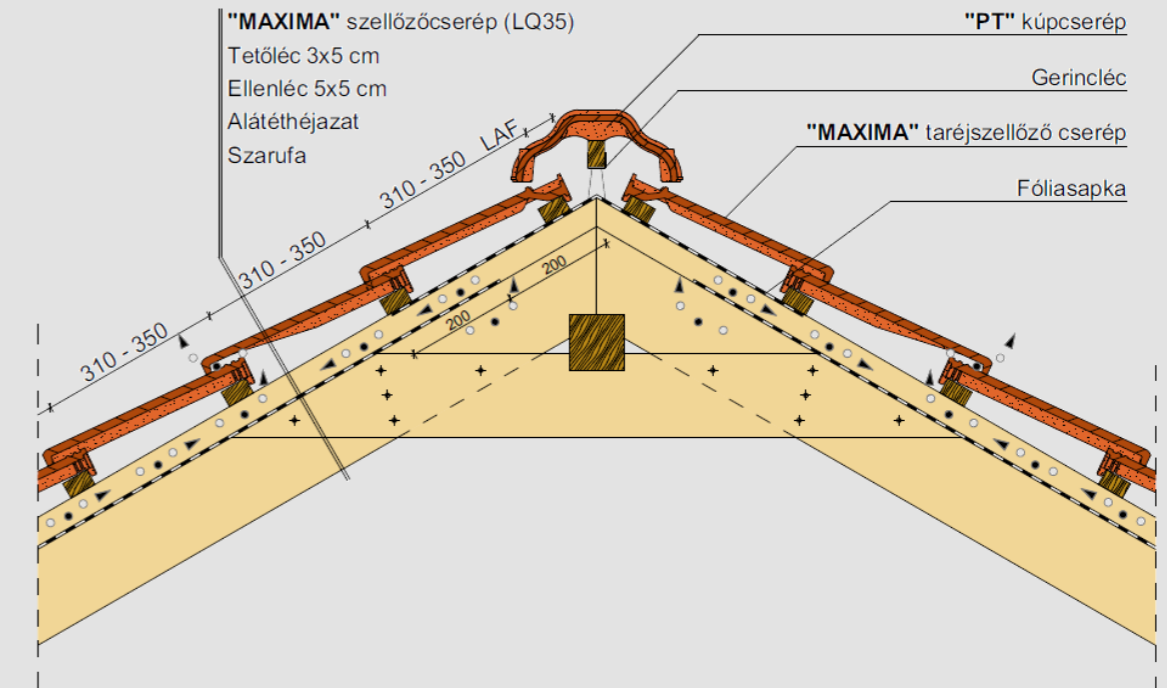 "MAXIMA" szellőzőcserép (LQ35)
Tetőléc 3x5 cm
Ellenléc 5x5 cm
Alátéthéjazat
Szarufa
"PT" kúpcserép
Gerincléc
"MAXIMA" taréjszellőző cserép
Fóliasapka
LAF
310 - 350
310 - 350
310 - 350
200
200